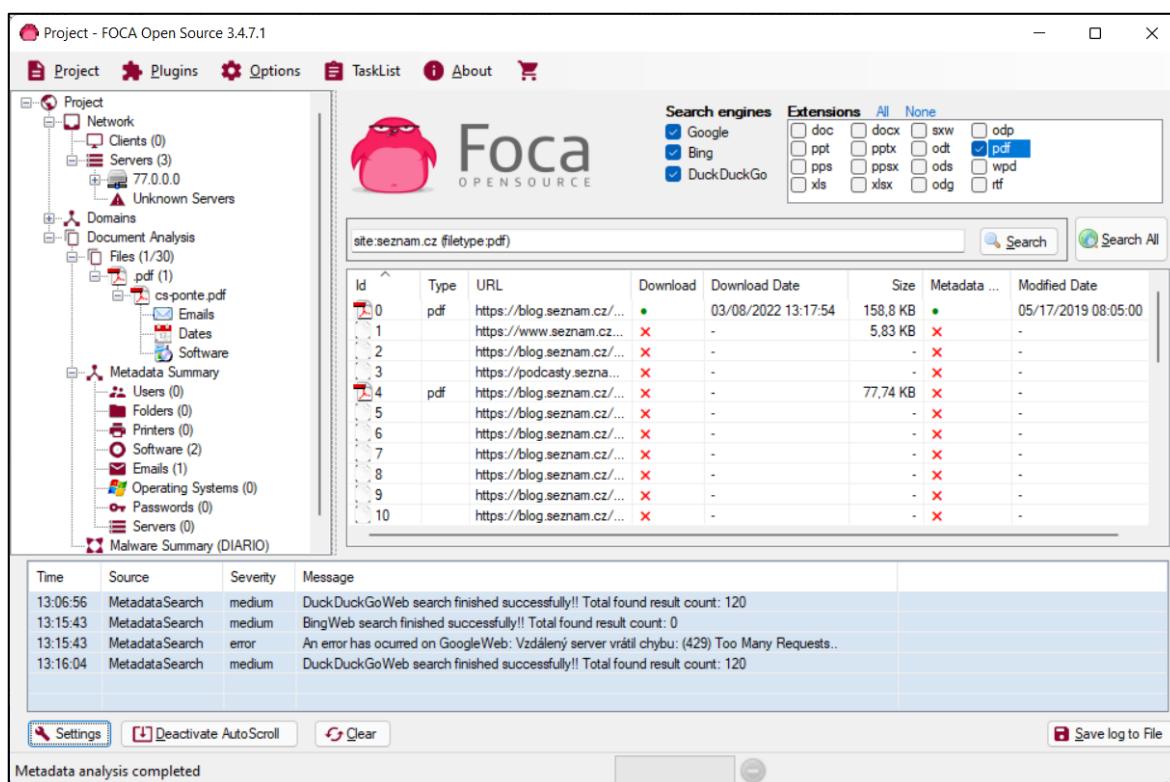 Project - FOCA Open Source 3.4.7.1
Project Plugins Options TaskList About
Project
Network
Clients (0)
Servers (3)
77.0.0.0
Unknown Servers
Domains
Document Analysis
Files (1/30)
.pdf (1)
cs-ponte.pdf
Emails
Dates
Software
Metadata Summary
Users (0)
Folders (0)
Printers (0)
Software (2)
Emails (1)
Operating Systems (0)
Passwords (0)
Servers (0)
Malware Summary (DIARIO)
Foca
OPENSOURCE
Search engines
Google
Bing
DuckDuckGo
Extensions All None
doc docx sxw odp
ppt pptx odt pdf
pps ppsx ods wpd
xls xlsx odg rtf
site:seznam.cz (filetype:pdf) Search Search All
Id Type URL Download Download Date Size Metadata ... Modified Date
0 pdf https://blog.seznam.cz/... 03/08/2022 13:17:54 158,8 KB 05/17/2019 08:05:00
1 https://www.seznam.cz... - 5,83 KB -
2 https://blog.seznam.cz/... - - -
3 https://podcasty.sezna... - - -
4 pdf https://blog.seznam.cz/... - 77,74 KB -
5 https://blog.seznam.cz/... - - -
6 https://blog.seznam.cz/... - - -
7 https://blog.seznam.cz/... - - -
8 https://blog.seznam.cz/... - - -
9 https://blog.seznam.cz/... - - -
10 https://blog.seznam.cz/... - - -
Time Source Severity Message
13:06:56 MetadataSearch medium DuckDuckGoWeb search finished successfully!! Total found result count: 120
13:15:43 MetadataSearch medium BingWeb search finished successfully!! Total found result count: 0
13:15:43 MetadataSearch error An error has ocurred on GoogleWeb: Vzdálený server vrátil chybu: (429) Too Many Requests..
13:16:04 MetadataSearch medium DuckDuckGoWeb search finished successfully!! Total found result count: 120
Settings Deactivate AutoScroll Clear Save log to File
Metadata analysis completed